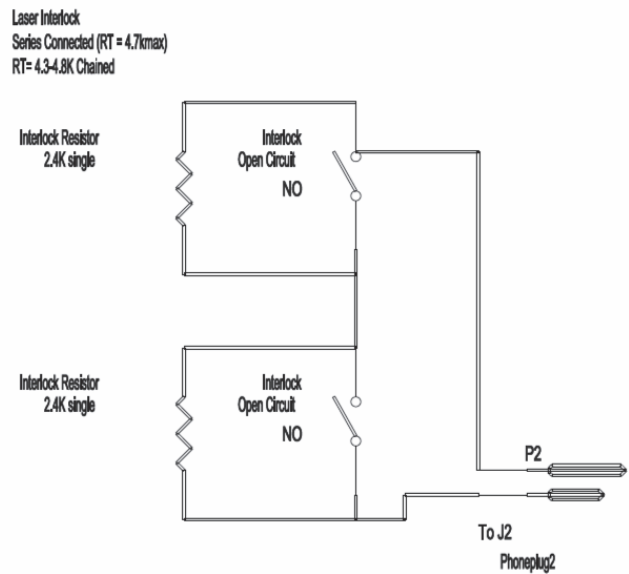 Laser Interlock
Series Connected (RT = 4.7kmax)
RT= 4.3-4.8K Chained
Interlock Resistor
2.4K single
Interlock
Open Circuit
NO
Interlock Resistor
2.4K single
Interlock
Open Circuit
NO
P2
To J2
Phoneplug2